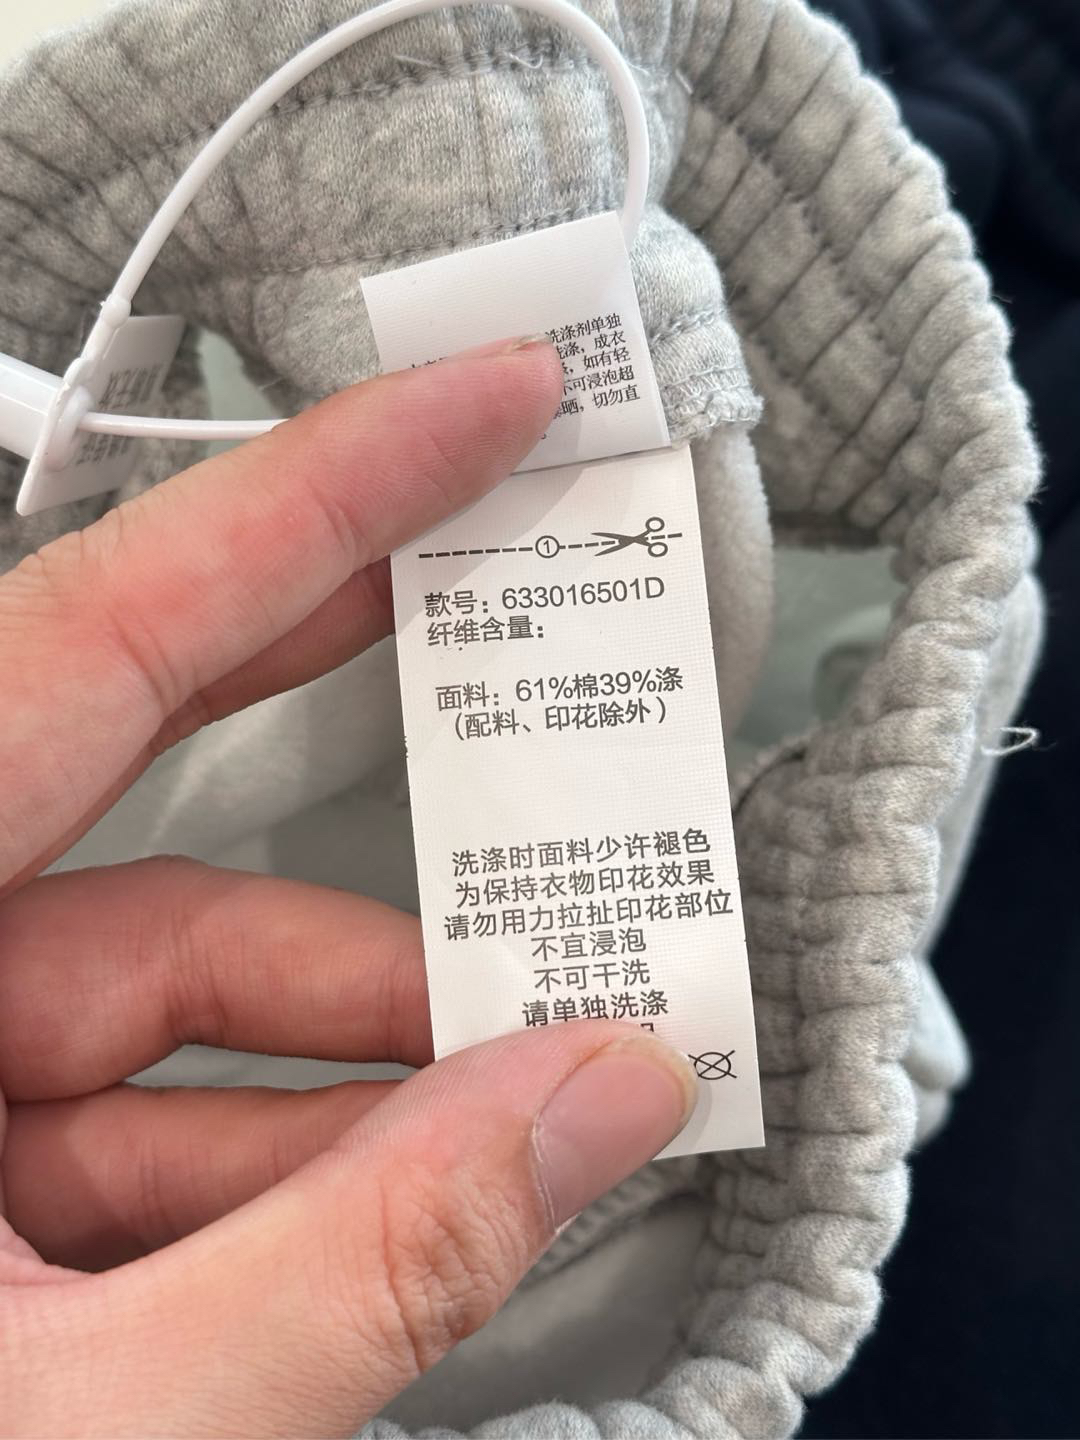 洗涤剂单独
洗涤，成衣
，如有轻
不可浸泡超
晒，切勿直
。
①
款号：633016501D
纤维含量：
面料：61%棉39%涤
（配料、印花除外）
洗涤时面料少许褪色
为保持衣物印花效果
请勿用力拉扯印花部位
不宜浸泡
不可干洗
请单独洗涤